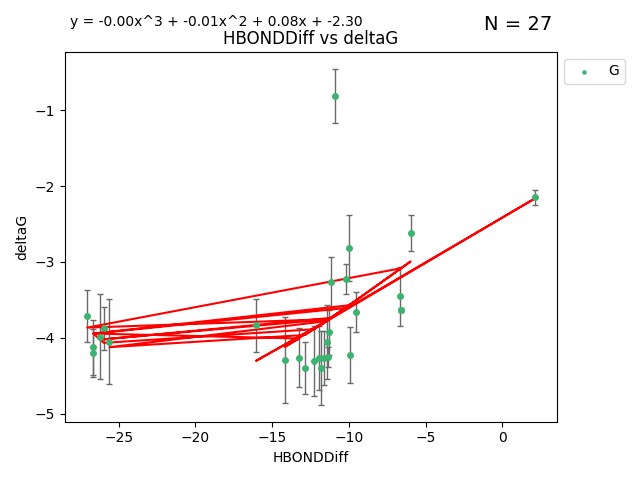 y = -0.00x^3 + -0.01x^2 + 0.08x + -2.30
N = 27
HBONDDiff vs deltaG
G
−1
−2
−3
−4
−5
deltaG
−25 −20 −15 −10 −5 0
HBONDDiff